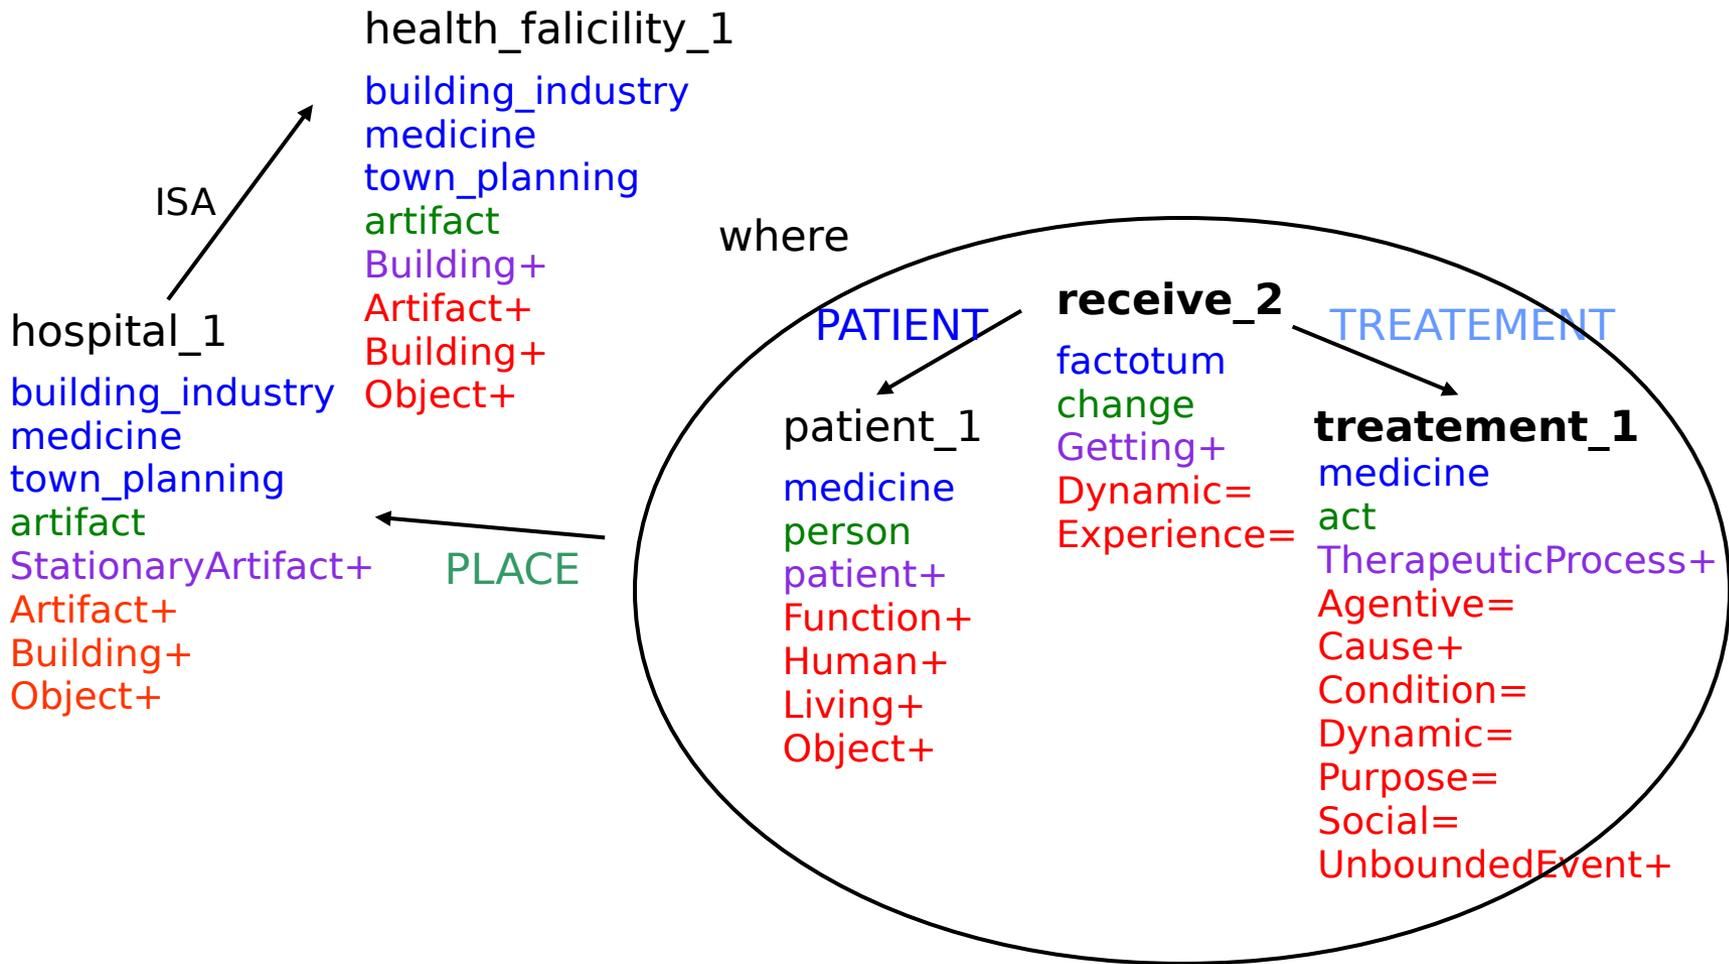 health_falicility_1
building_industry
medicine
town_planning
artifact
Building+
Artifact+
Building+
Object+
ISA
hospital_1
building_industry
medicine
town_planning
artifact
StationaryArtifact+
Artifact+
Building+
Object+
PLACE
where
PATIENT
receive_2
factotum
change
Getting+
Dynamic=
Experience=
TREATEMENT
patient_1
medicine
person
patient+
Function+
Human+
Living+
Object+
treatement_1
medicine
act
TherapeuticProcess+
Agentive=
Cause+
Condition=
Dynamic=
Purpose=
Social=
UnboundedEvent+